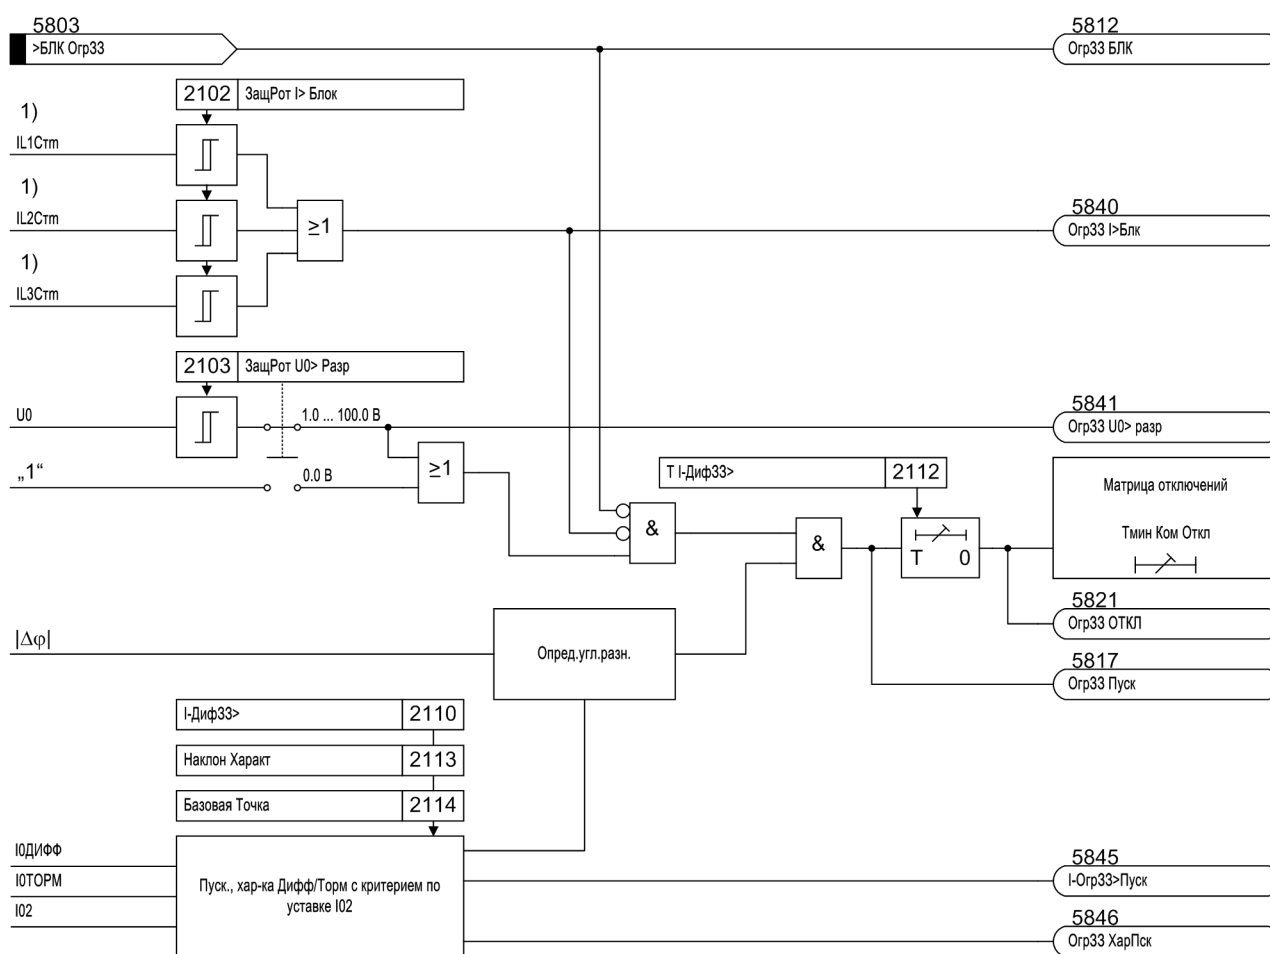 5803
>БЛК Огр33
5812
Огр33 БЛК
2102 ЗащРот I> Блок
1)
IL1Стm
1)
IL2Стm
1)
IL3Стm
≥1
5840
Огр33 I>Блк
2103 ЗащРот U0> Разр
U0
1.0 ... 100.0 В
5841
Огр33 U0> разр
„1“
0.0 В
≥1
T I-Диф33> 2112
Матрица отключений
Тмин Ком Откл
&
&
T 0
5821
Огр33 ОТКЛ
|Δφ|
Опред.угл.разн.
5817
Огр33 Пуск
I-Диф33> 2110
Наклон Характ 2113
Базовая Точка 2114
I0ДИФФ
I0ТОРМ
I02
Пуск., хар-ка Дифф/Торм с критерием по
уставке I02
5845
I-Огр33>Пуск
5846
Огр33 ХарПск